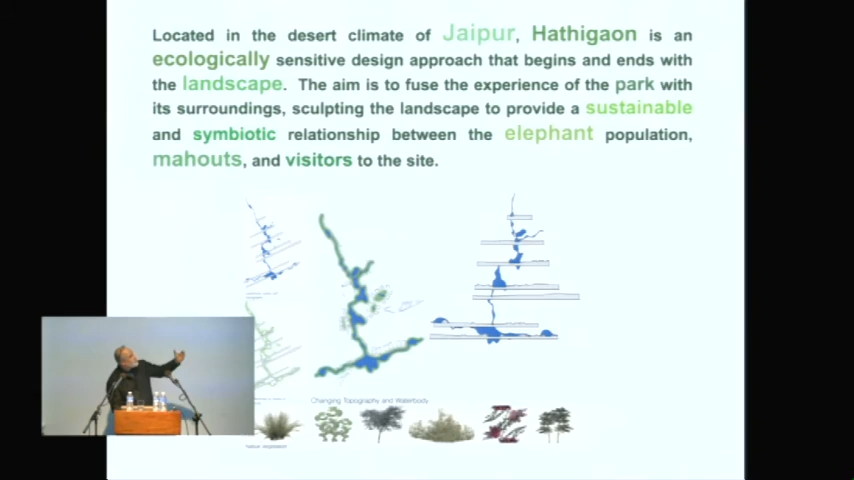 Located in the desert climate of Jaipur, Hathigaon is an
ecologically sensitive design approach that begins and ends with
the landscape. The aim is to fuse the experience of the park with
its surroundings, sculpting the landscape to provide a sustainable
and symbiotic relationship between the elephant population,
mahouts, and visitors to the site.
Changing Topography and Waterbody